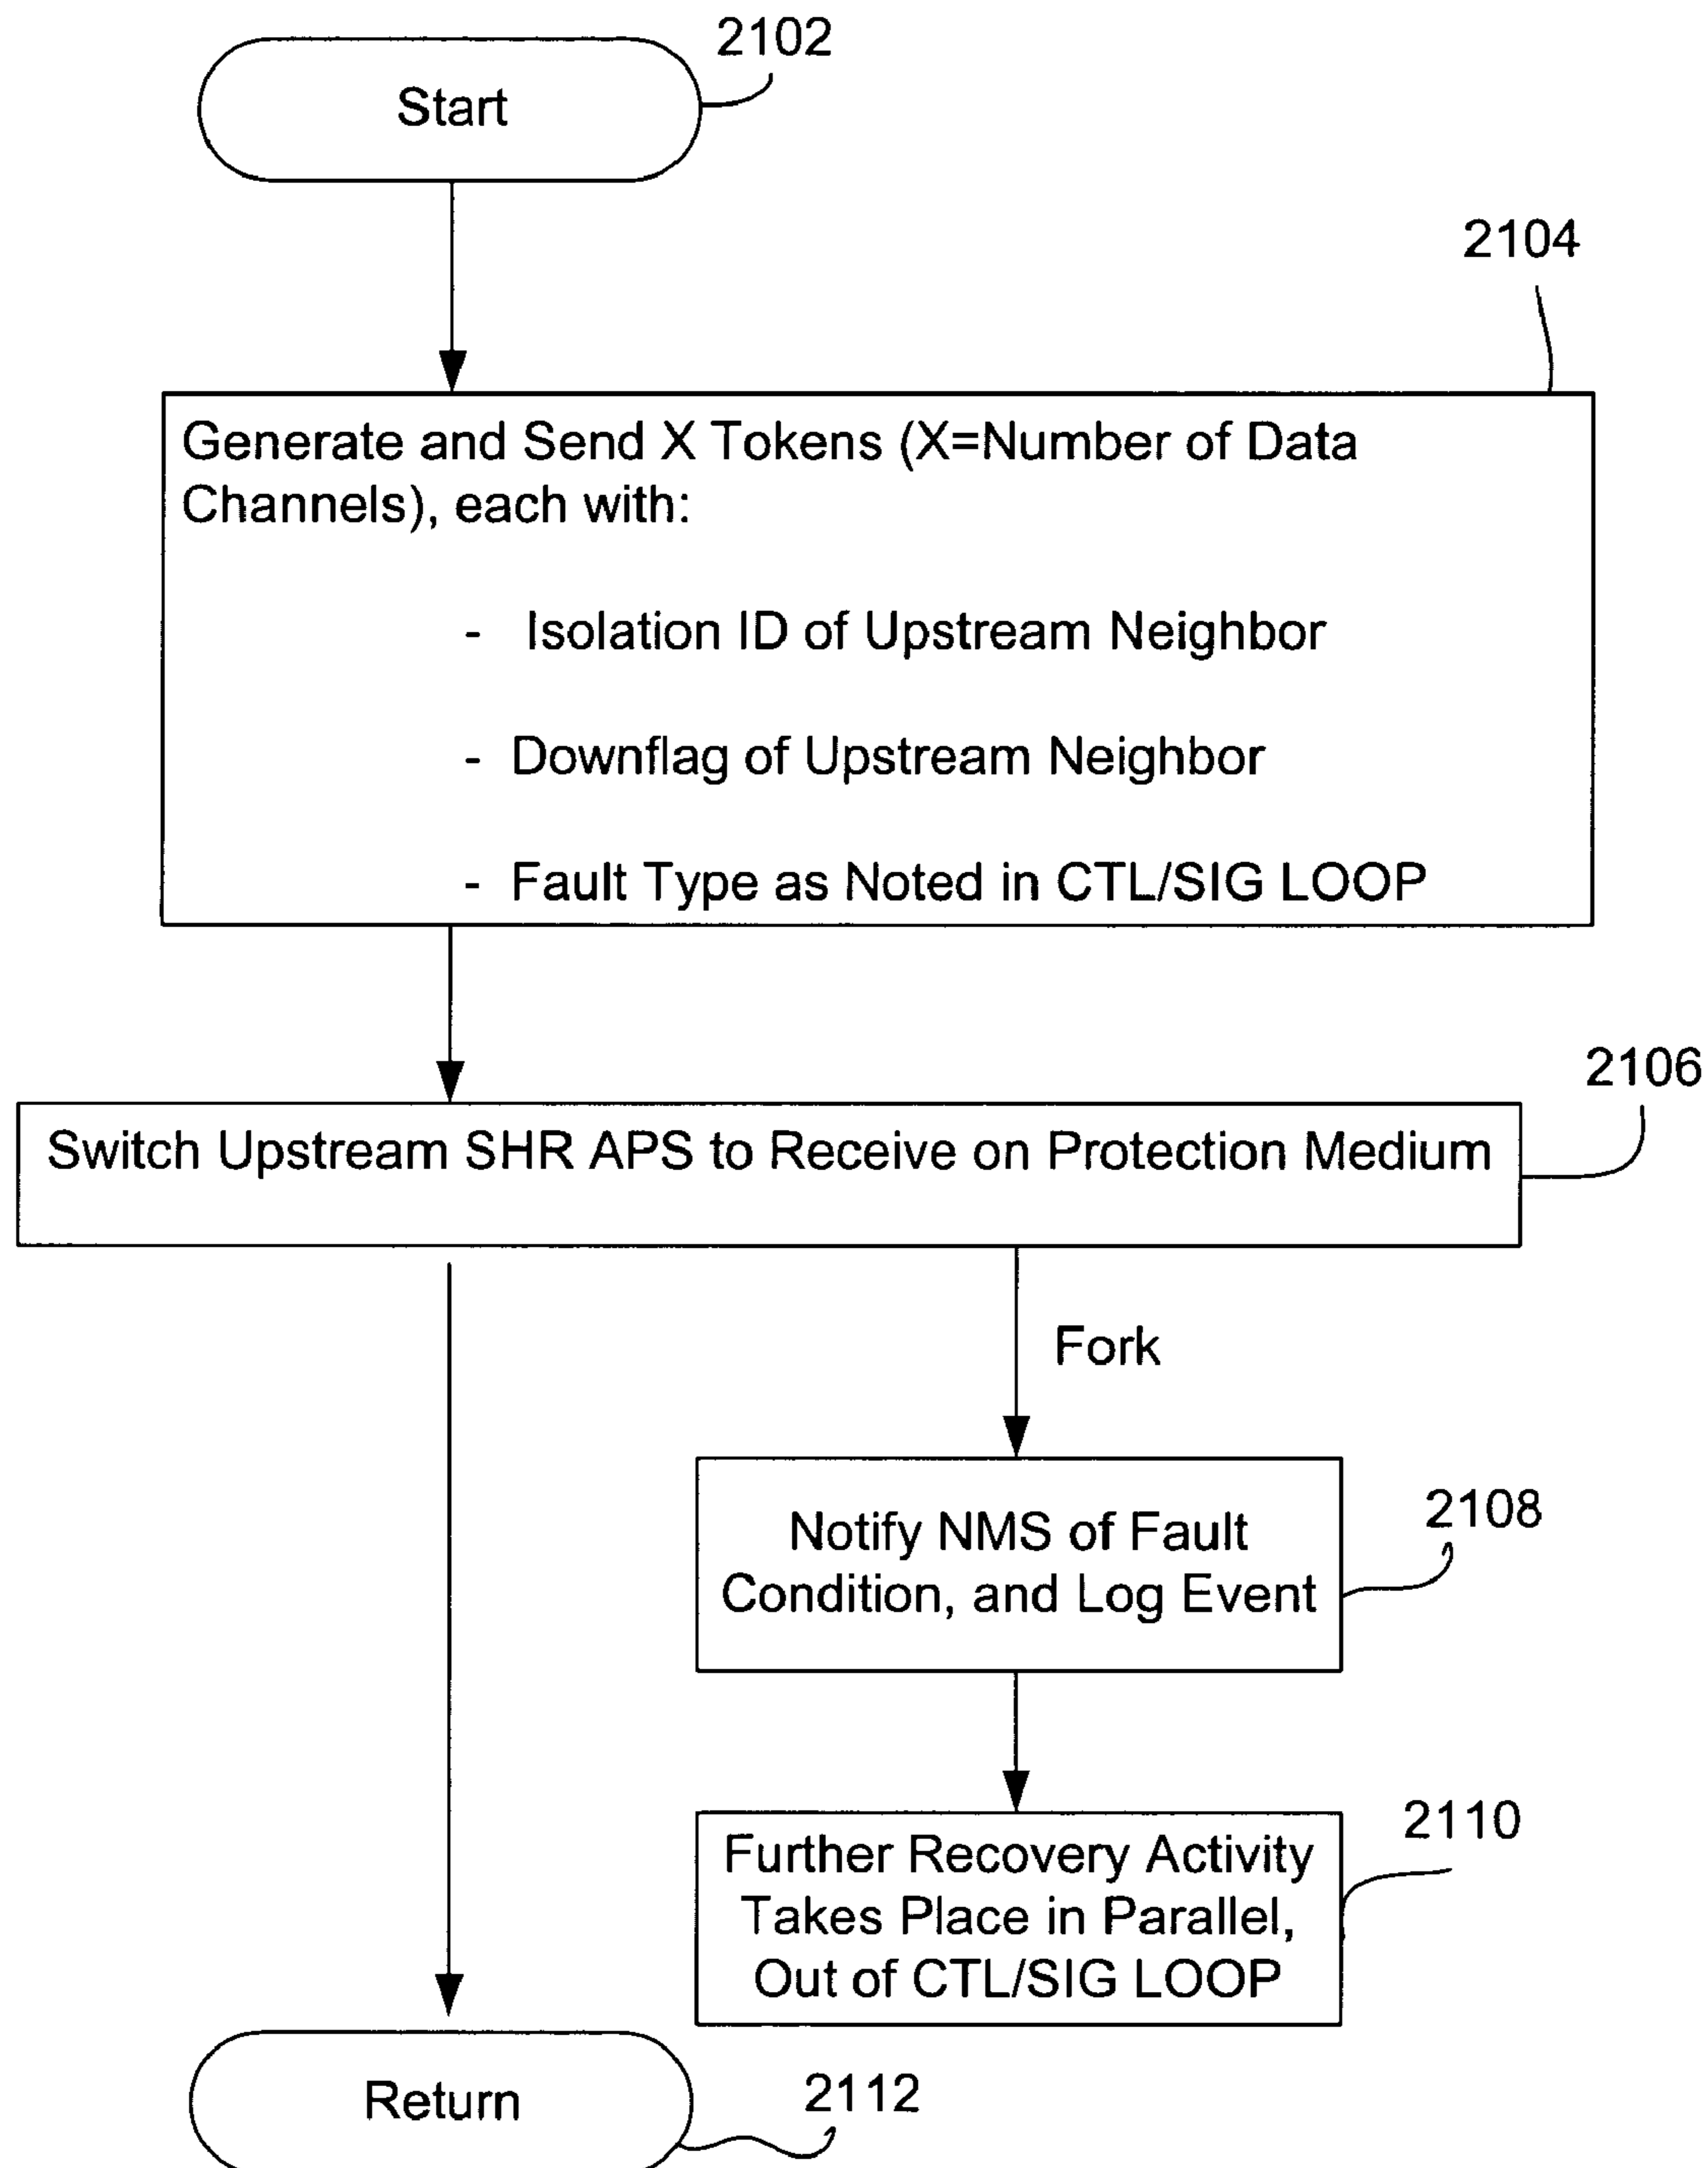 2102
Start
2104
Generate and Send X Tokens (X=Number of Data
Channels), each with:
- Isolation ID of Upstream Neighbor
- Downflag of Upstream Neighbor
- Fault Type as Noted in CTL/SIG LOOP
2106
Switch Upstream SHR APS to Receive on Protection Medium
Fork
2108
Notify NMS of Fault
Condition, and Log Event
2110
Further Recovery Activity
Takes Place in Parallel,
Out of CTL/SIG LOOP
Return
2112